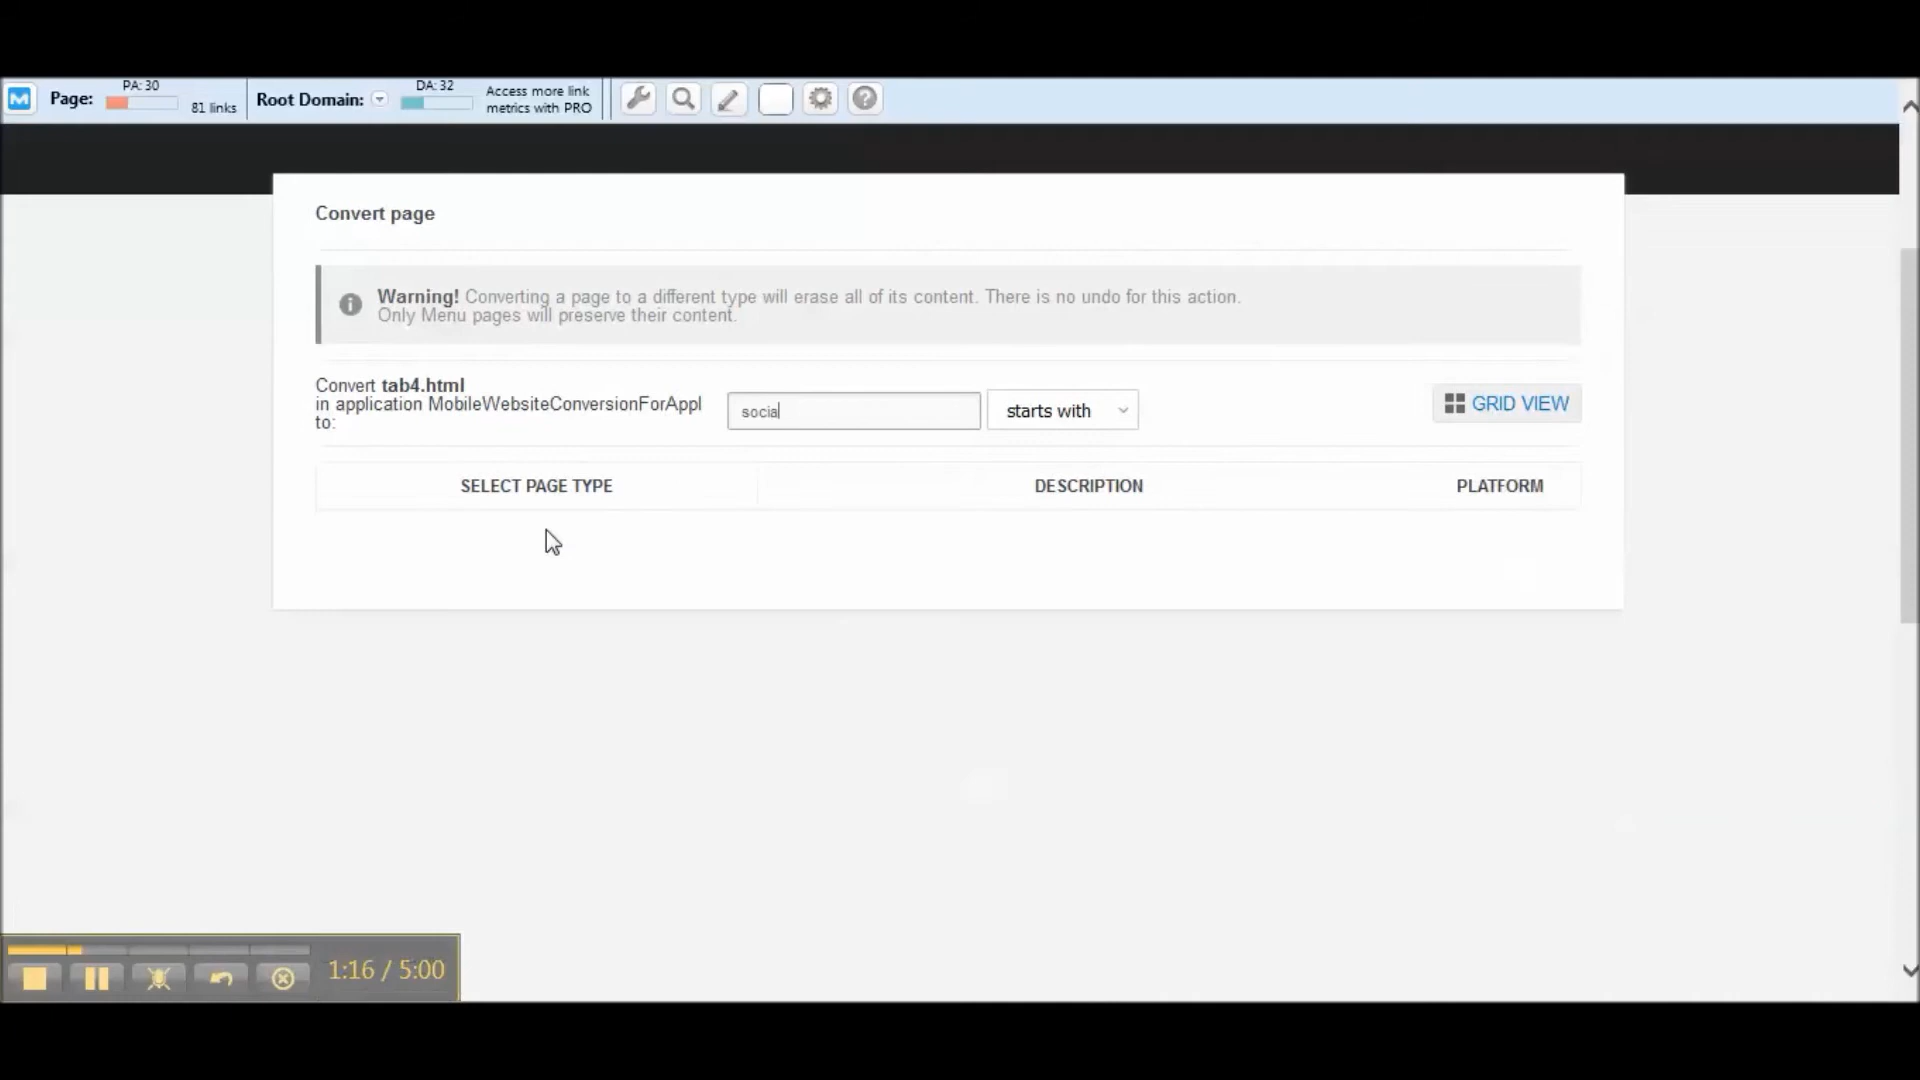 Page:
PA: 30
81 links
Root Domain:
DA: 32
Access more link
metrics with PRO
Convert page
Warning! Converting a page to a different type will erase all of its content. There is no undo for this action.
Only Menu pages will preserve their content.
Convert tab4.html
in application MobileWebsiteConversionForAppl
to:
socia
starts with
GRID VIEW
SELECT PAGE TYPE
DESCRIPTION
PLATFORM
1:16 / 5:00